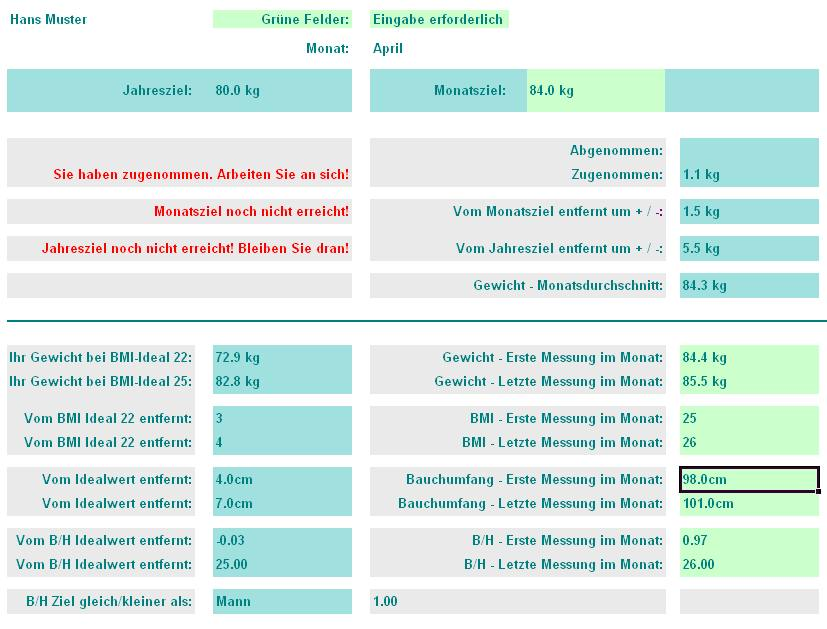 Hans Muster Grüne Felder: Eingabe erforderlich
Monat: April
Jahresziel: 80.0 kg Monatsziel: 84.0 kg
Abgenommen:
Sie haben zugenommen. Arbeiten Sie an sich! Zugenommen: 1.1 kg
Monatsziel noch nicht erreicht! Vom Monatsziel entfernt um + / -: 1.5 kg
Jahresziel noch nicht erreicht! Bleiben Sie dran! Vom Jahresziel entfernt um + / -: 5.5 kg
Gewicht - Monatsdurchschnitt: 84.3 kg
Ihr Gewicht bei BMI-Ideal 22: 72.9 kg Gewicht - Erste Messung im Monat: 84.4 kg
Ihr Gewicht bei BMI-Ideal 25: 82.8 kg Gewicht - Letzte Messung im Monat: 85.5 kg
Vom BMI Ideal 22 entfernt: 3 BMI - Erste Messung im Monat: 25
Vom BMI Ideal 22 entfernt: 4 BMI - Letzte Messung im Monat: 26
Vom Idealwert entfernt: 4.0cm Bauchumfang - Erste Messung im Monat: 98.0cm
Vom Idealwert entfernt: 7.0cm Bauchumfang - Letzte Messung im Monat: 101.0cm
Vom B/H Idealwert entfernt: -0.03 B/H - Erste Messung im Monat: 0.97
Vom B/H Idealwert entfernt: 25.00 B/H - Letzte Messung im Monat: 26.00
B/H Ziel gleich/kleiner als: Mann 1.00